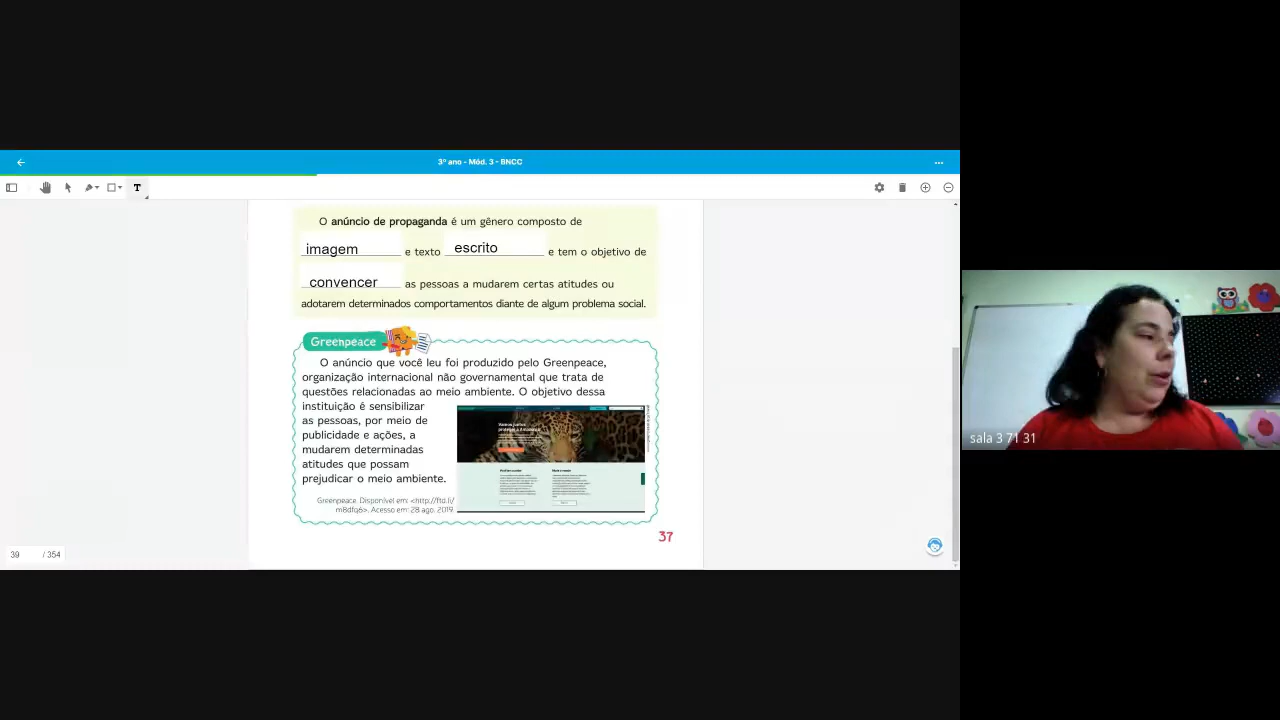 3º ano - Mód. 3 - BNCC
O anúncio de propaganda é um gênero composto de
imagem e texto escrito e tem o objetivo de
convencer as pessoas a mudarem certas atitudes ou
adotarem determinados comportamentos diante de algum problema social.
Greenpeace
O anúncio que você leu foi produzido pelo Greenpeace,
organização internacional não governamental que trata de
questões relacionadas ao meio ambiente. O objetivo dessa
instituição é sensibilizar
as pessoas, por meio de
publicidade e ações, a
mudarem determinadas
atitudes que possam
prejudicar o meio ambiente.
Greenpeace. Disponível em: <http://ftd.li/
m8dfq6>. Acesso em: 28 ago. 2019.
37
39 / 354
sala 3 71 31